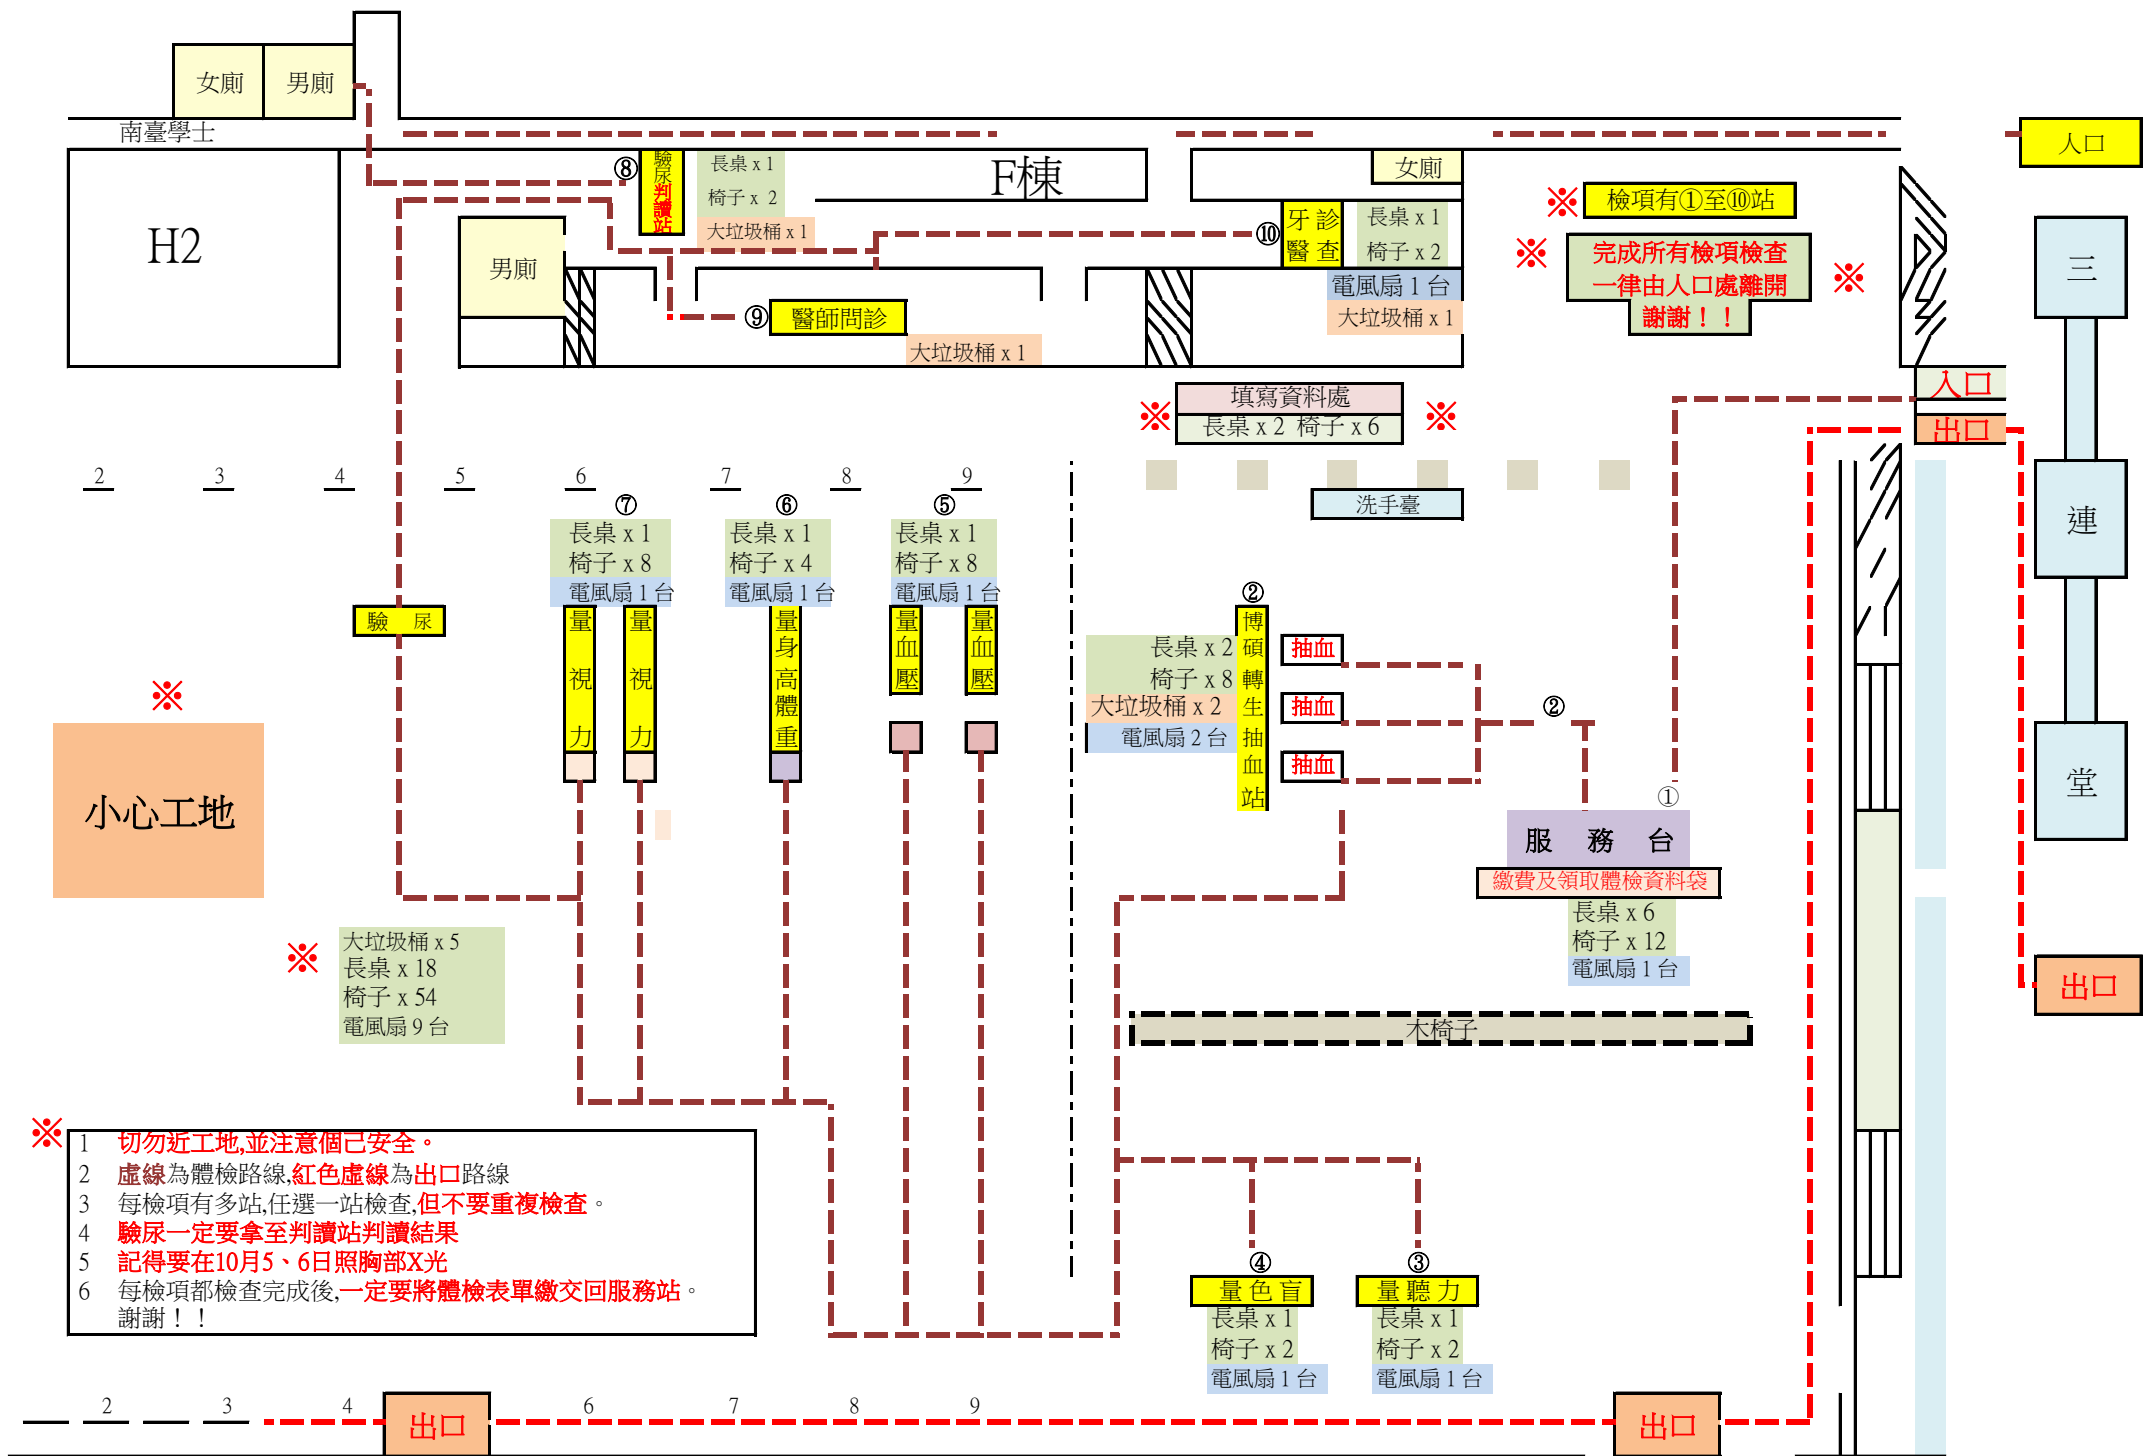 女廁 男廁
南臺學士
人口
H2
⑧
驗尿判讀站
長桌 x 1
椅子 x 2
大垃圾桶 x 1
F棟
女廁
※ 檢項有①至⑩站
男廁
⑩
牙醫診查
長桌 x 1
椅子 x 2
電風扇 1 台
大垃圾桶 x 1
※ 完成所有檢項檢查 ※
一律由人口處離開
謝謝！！
三
連
堂
⑨ 醫師問診
大垃圾桶 x 1
※ 填寫資料處 ※
長桌 x 2 椅子 x 6
入口
出口
2 3 4 5 6 7 8 9
洗手臺
⑦
長桌 x 1
椅子 x 8
電風扇 1 台
量視力
量視力
⑥
長桌 x 1
椅子 x 4
電風扇 1 台
量身高體重
⑤
長桌 x 1
椅子 x 8
電風扇 1 台
量血壓
量血壓
驗 尿
②
博碩轉生抽血站
長桌 x 2
椅子 x 8
大垃圾桶 x 2
電風扇 2 台
抽血
抽血
抽血
②
①
服 務 台
繳費及領取體檢資料袋
長桌 x 6
椅子 x 12
電風扇 1 台
※
小心工地
※
大垃圾桶 x 5
長桌 x 18
椅子 x 54
電風扇 9 台
出口
木椅子
※
1 切勿近工地,並注意個己安全。
2 虛線為體檢路線,紅色虛線為出口路線
3 每檢項有多站,任選一站檢查,但不要重複檢查。
4 驗尿一定要拿至判讀站判讀結果
5 記得要在10月5、6日照胸部X光
6 每檢項都檢查完成後,一定要將體檢表單繳交回服務站。
謝謝！！
④
量色盲
長桌 x 1
椅子 x 2
電風扇 1 台
③
量聽力
長桌 x 1
椅子 x 2
電風扇 1 台
2 3 4 出口 6 7 8 9 出口